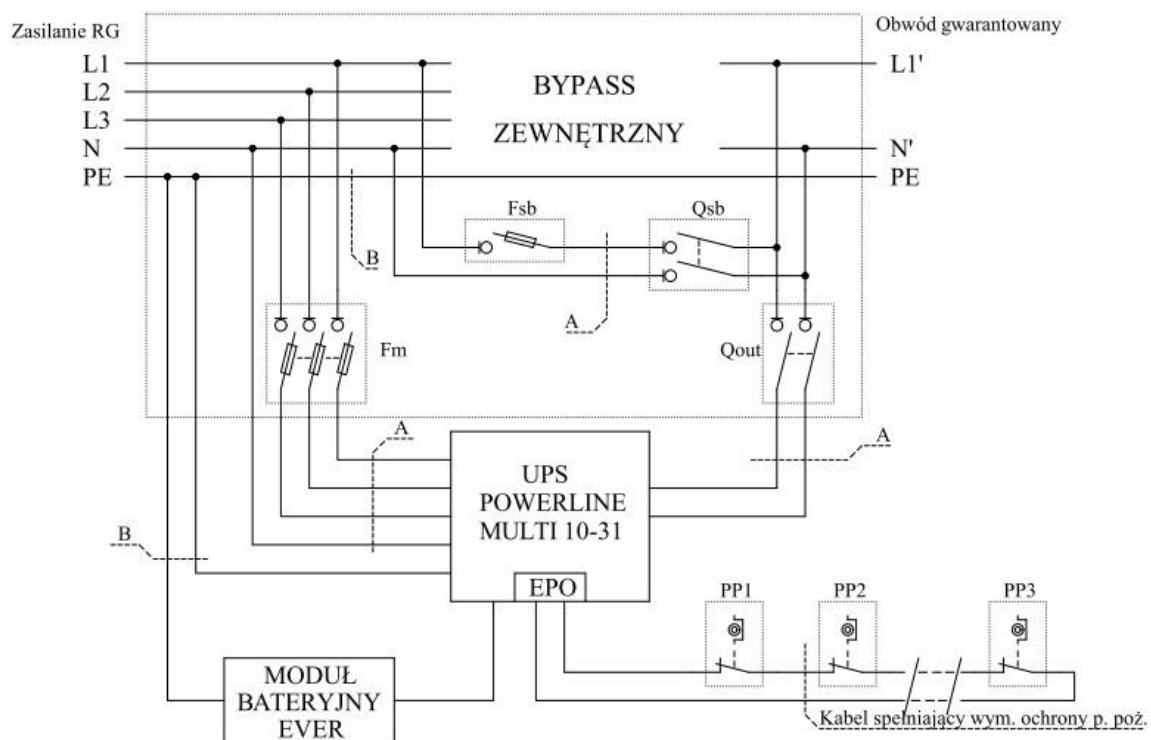 Zasilanie RG
Obwód gwarantowany
L1
L2
L3
N
PE
BYPASS
ZEWNĘTRZNY
L1'
N'
PE
Fsb
Qsb
B
A
Fm
Qout
A
A
UPS
POWERLINE
MULTI 10-31
B
EPO
PP1
PP2
PP3
MODUŁ
BATERYJNY
EVER
Kabel spełniający wym. ochrony p. poż.